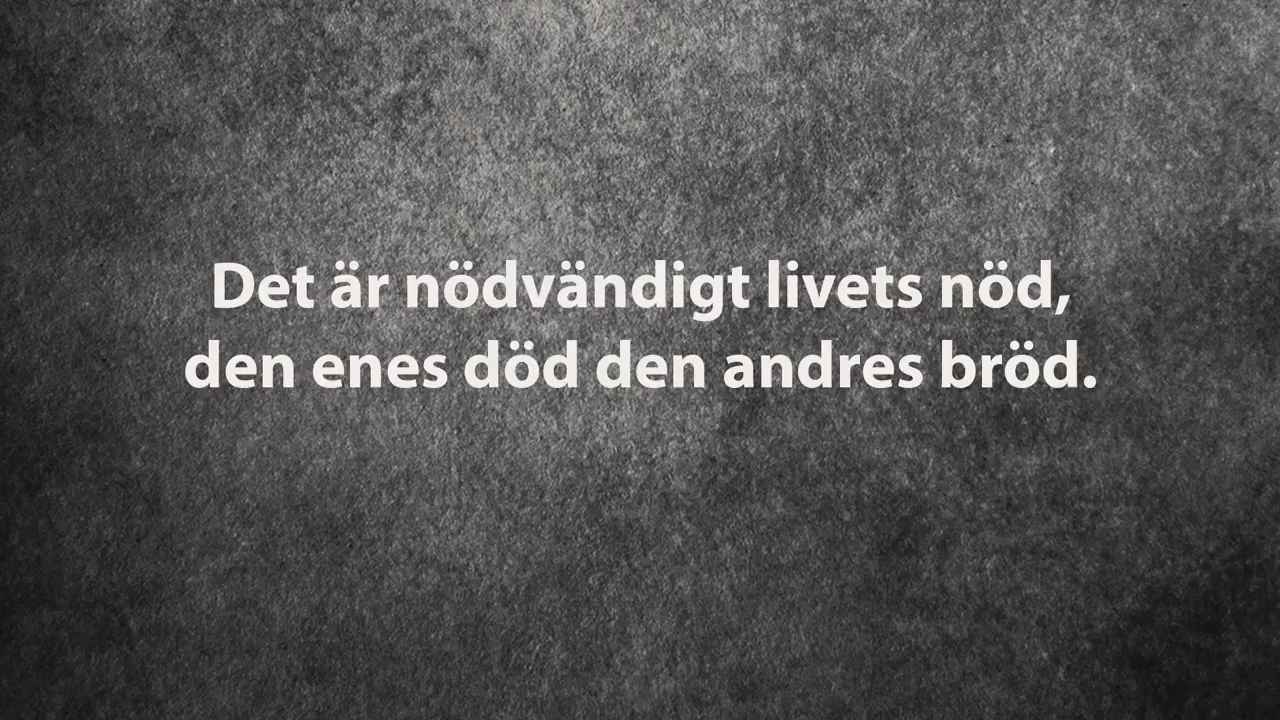 Det är nödvändigt livets nöd,
den enes död den andres bröd.